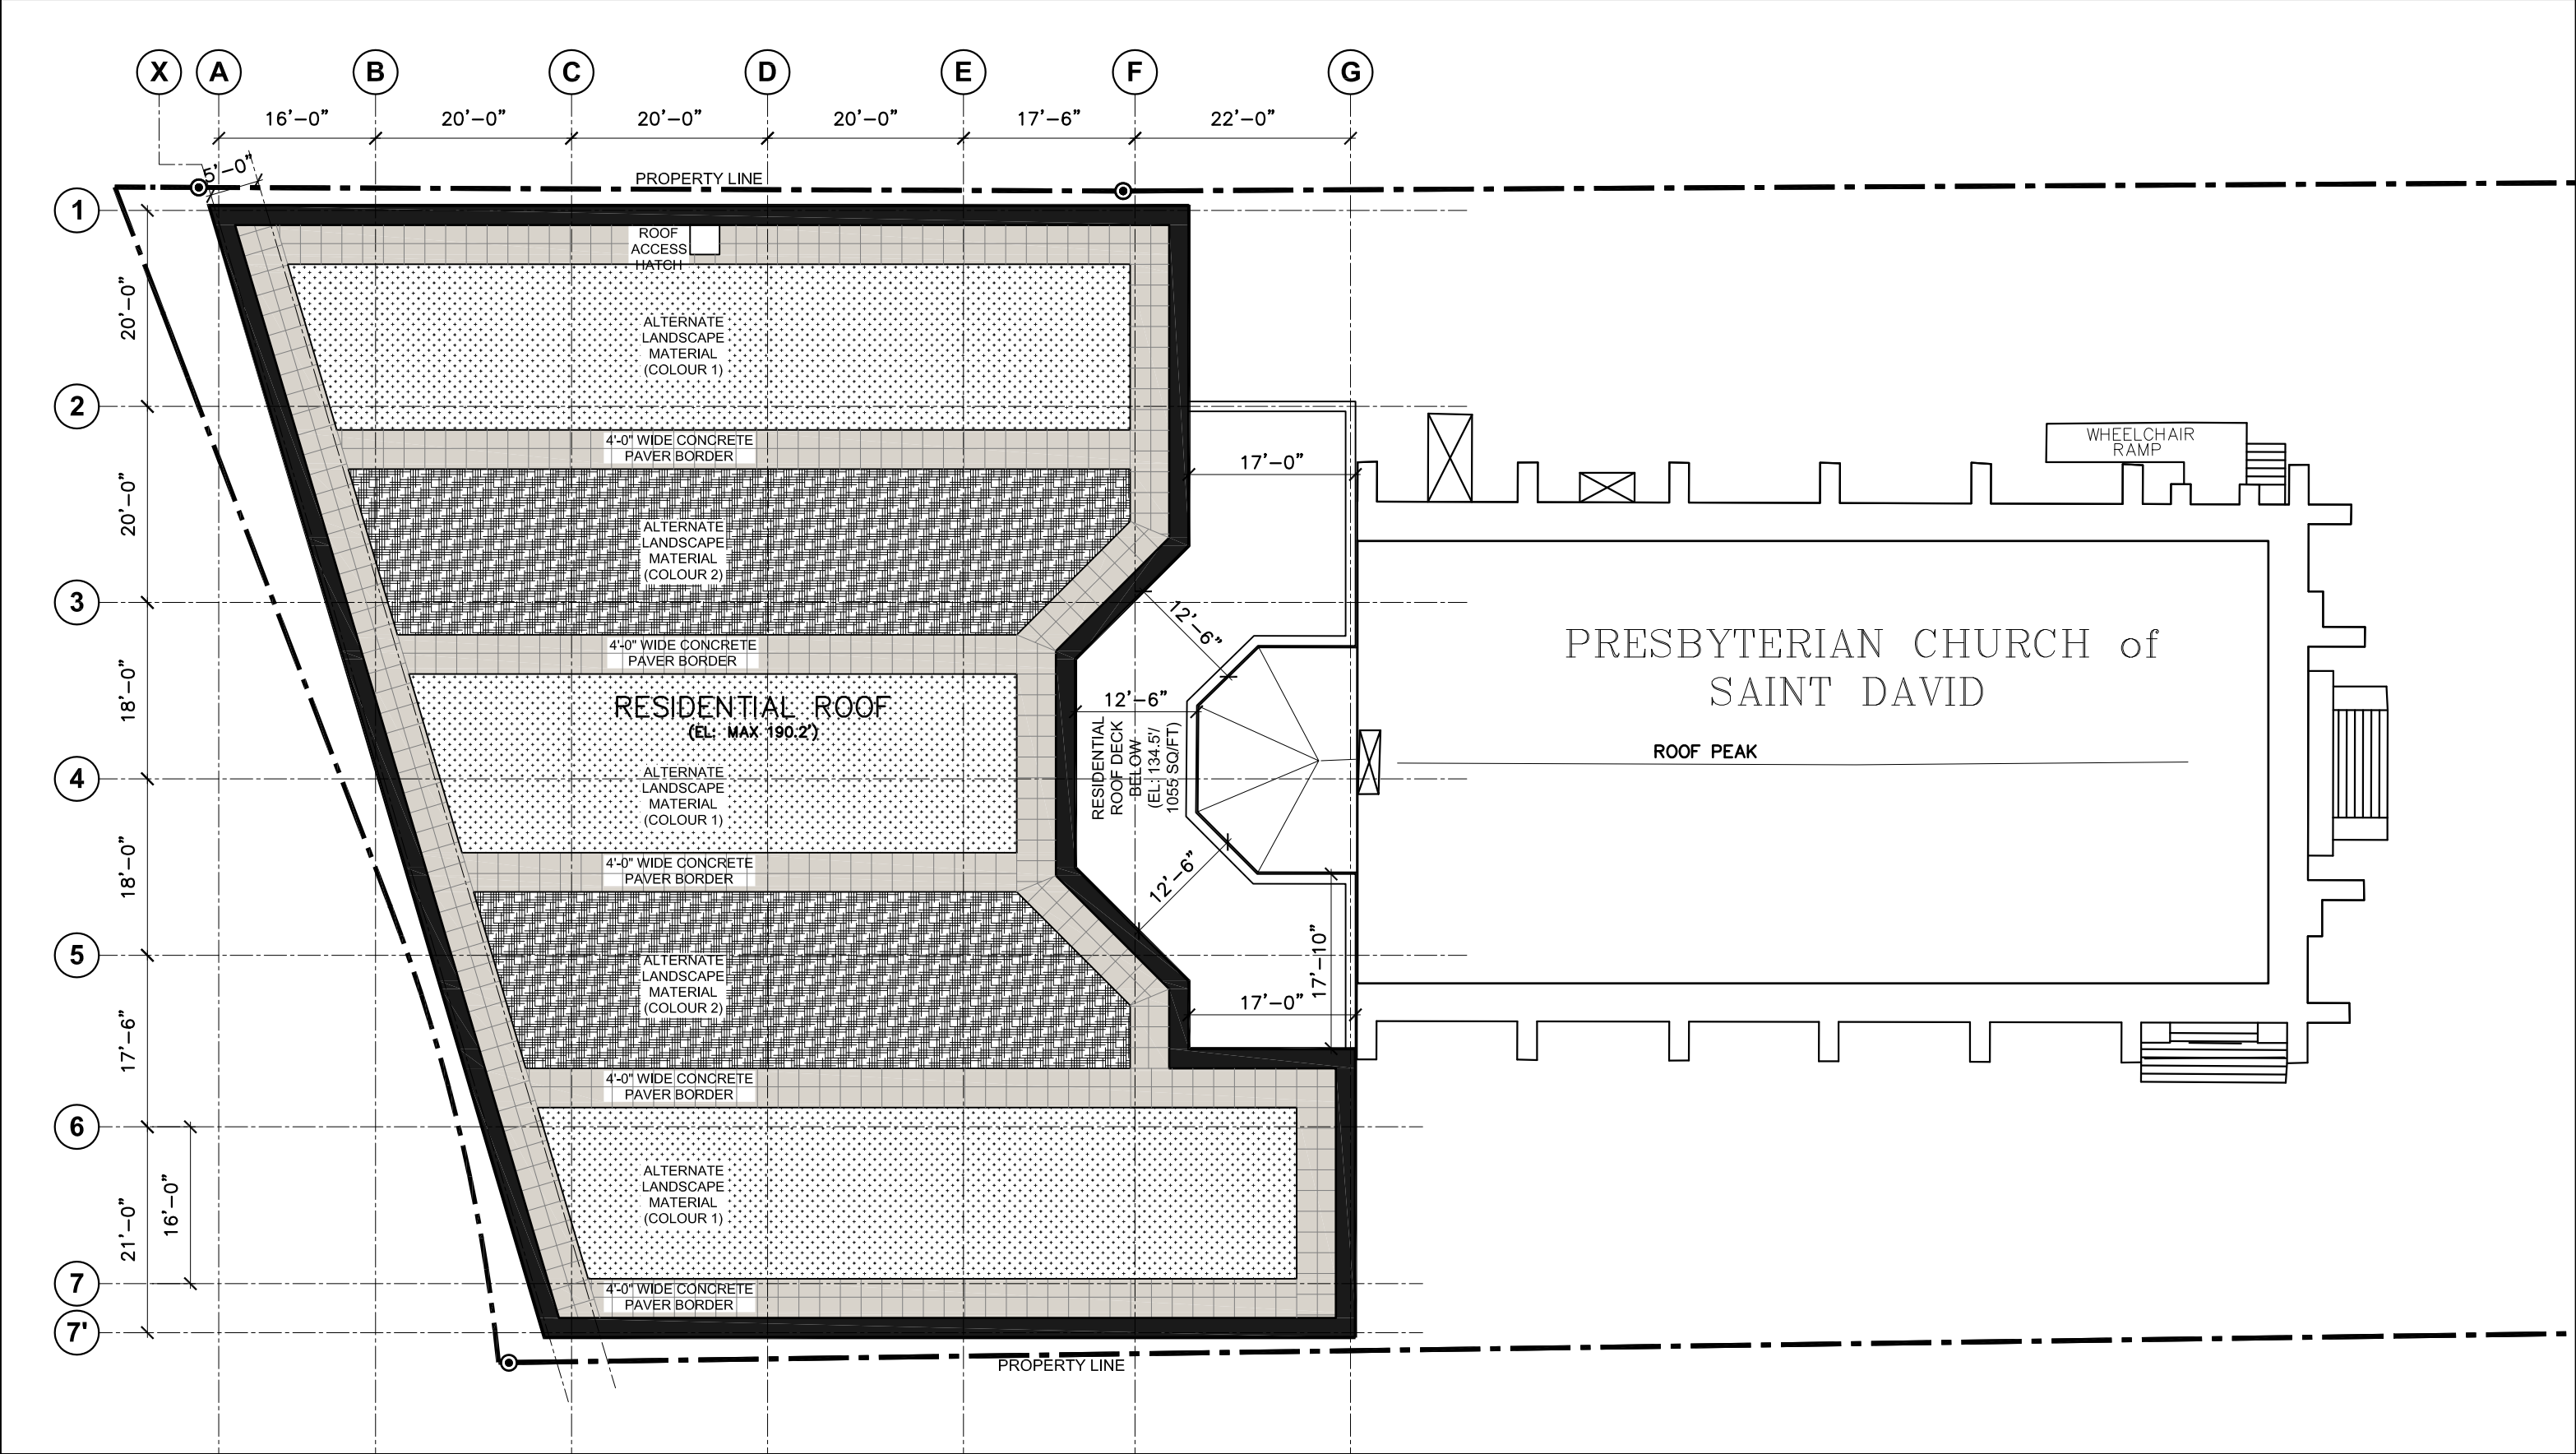 X A B C D E F G
16'-0" 20'-0" 20'-0" 20'-0" 17'-6" 22'-0"
5'-0"
PROPERTY LINE
1
ROOF
ACCESS
HATCH
20'-0"
ALTERNATE
LANDSCAPE
MATERIAL
(COLOUR 1)
2
4'-0" WIDE CONCRETE
PAVER BORDER
WHEELCHAIR
RAMP
17'-0"
20'-0"
ALTERNATE
LANDSCAPE
MATERIAL
(COLOUR 2)
3
12'-6"
4'-0" WIDE CONCRETE
PAVER BORDER
PRESBYTERIAN CHURCH of
SAINT DAVID
18'-0"
RESIDENTIAL ROOF
(EL: MAX 190.2')
12'-6"
RESIDENTIAL
ROOF DECK
BELOW
(EL: 134.5'/
1055 SQ/FT)
ROOF PEAK
4
ALTERNATE
LANDSCAPE
MATERIAL
(COLOUR 1)
18'-0"
4'-0" WIDE CONCRETE
PAVER BORDER
12'-6"
5
ALTERNATE
LANDSCAPE
MATERIAL
(COLOUR 2)
17'-10"
17'-0"
17'-6"
4'-0" WIDE CONCRETE
PAVER BORDER
6
ALTERNATE
LANDSCAPE
MATERIAL
(COLOUR 1)
21'-0"
16'-0"
7
4'-0" WIDE CONCRETE
PAVER BORDER
7'
PROPERTY LINE